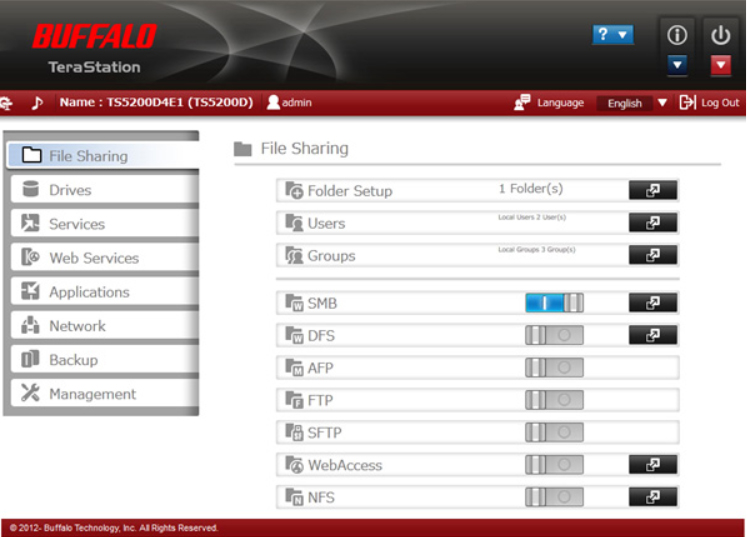 BUFFALO
TeraStation
?
Name : TS5200D4E1 (TS5200D) admin Language English Log Out
File Sharing
Drives
Services
Web Services
Applications
Network
Backup
Management
File Sharing
Folder Setup 1 Folder(s)
Users Local Users 2 User(s)
Groups Local Groups 3 Group(s)
SMB
DFS
AFP
FTP
SFTP
WebAccess
NFS
© 2012- Buffalo Technology, Inc. All Rights Reserved.